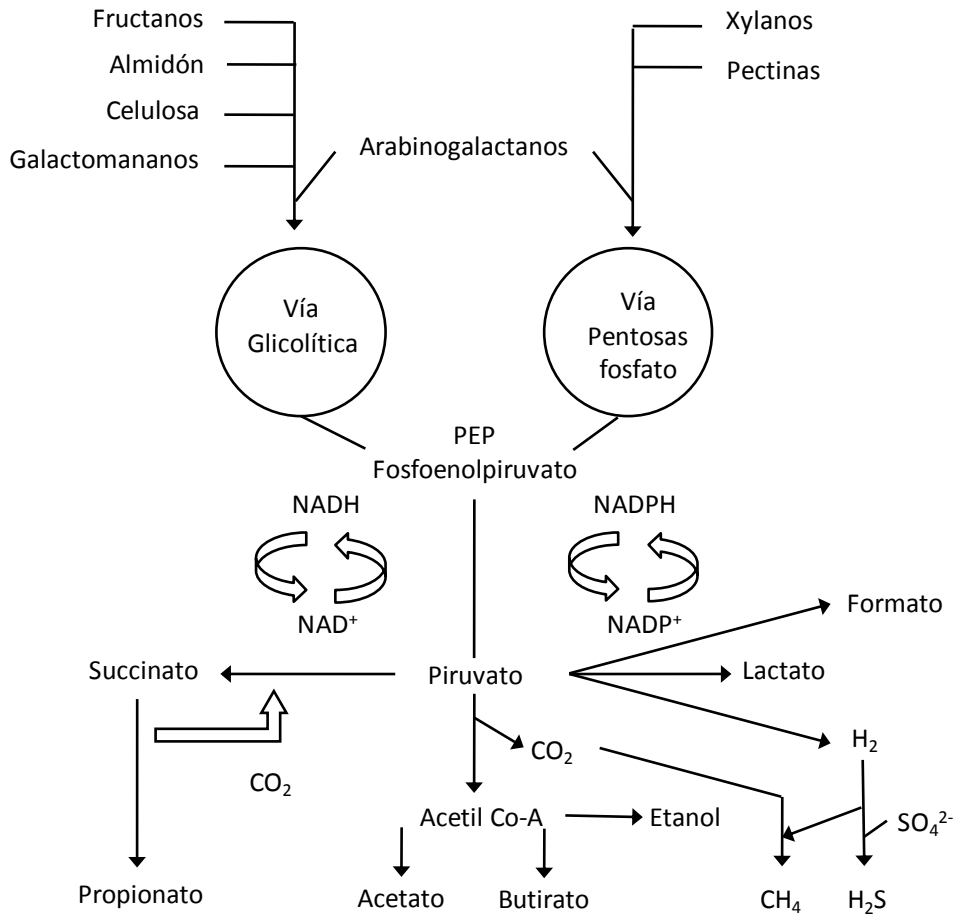 Fructanos
Almidón
Celulosa
Galactomananos
Xylanos
Pectinas
Arabinogalactanos
Vía
Glicolítica
Vía
Pentosas
fosfato
PEP
Fosfoenolpiruvato
NADH
NAD⁺
NADPH
NADP⁺
Formato
Succinato
Piruvato
Lactato
H₂
CO₂
CO₂
Acetil Co-A
Etanol
SO₄²⁻
Propionato
Acetato
Butirato
CH₄
H₂S